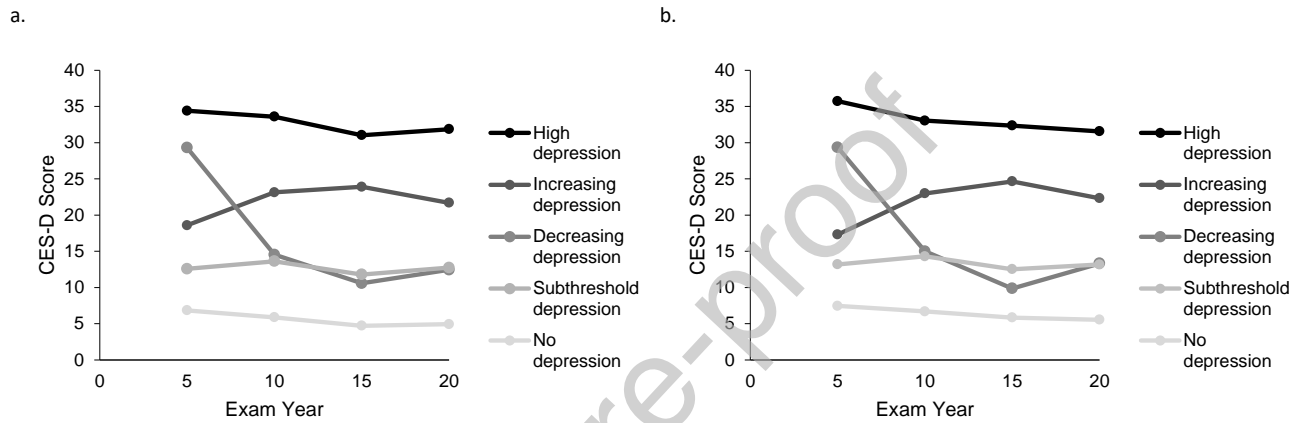 a.
b.
40
35
30
25
20
15
10
5
0
CES-D Score
0 5 10 15 20
Exam Year
High
depression
Increasing
depression
Decreasing
depression
Subthreshold
depression
No
depression
40
35
30
25
20
15
10
5
0
CES-D Score
0 5 10 15 20
Exam Year
High
depression
Increasing
depression
Decreasing
depression
Subthreshold
depression
No
depression
re-proof